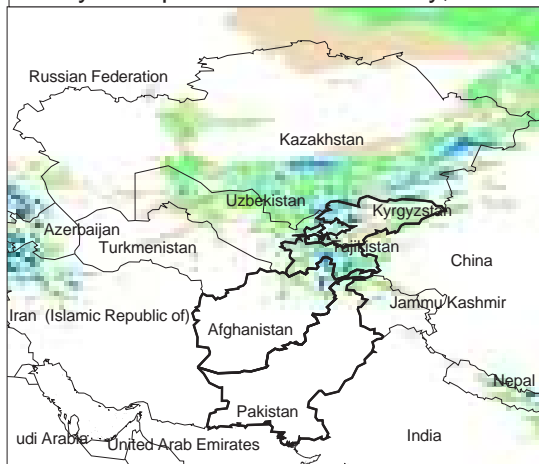 Russian Federation
Kazakhstan
Uzbekistan
Kyrgyzstan
Azerbaijan
Turkmenistan
Tajikistan
China
Jammu Kashmir
Iran (Islamic Republic of)
Afghanistan
Nepal
Pakistan
udi Arabia
United Arab Emirates
India